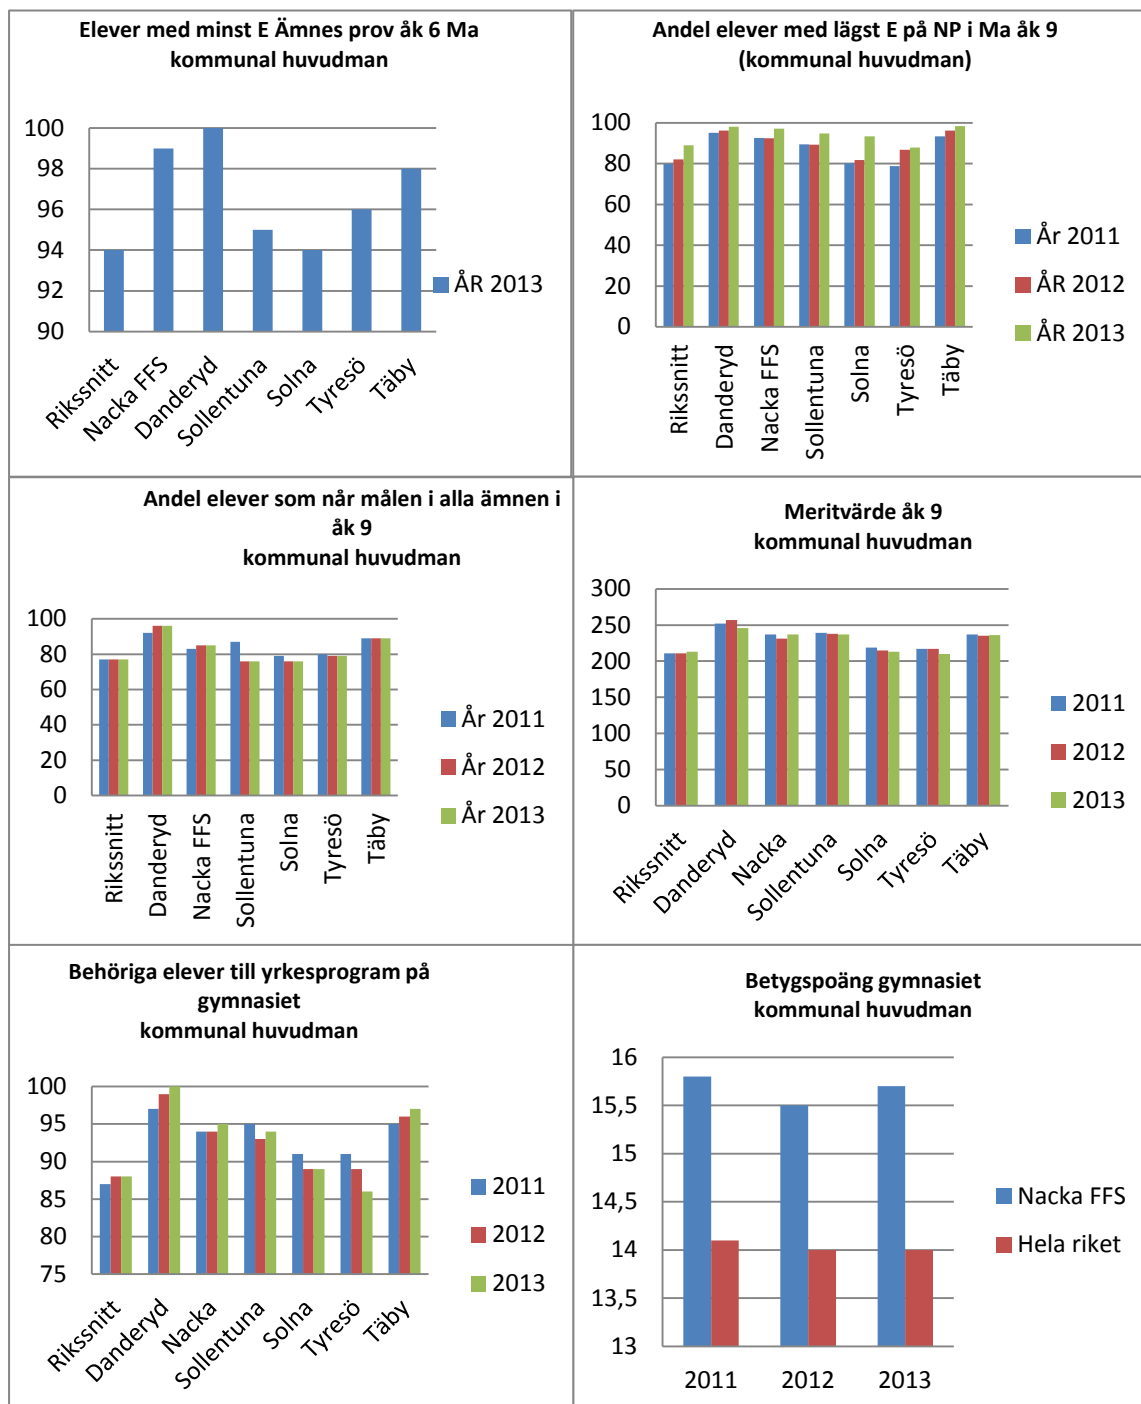 Elever med minst E Ämnes prov åk 6 Ma
kommunal huvudman
100
98
96
94
92
90
Rikssnitt
Nacka FFS
Danderyd
Sollentuna
Solna
Tyresö
Täby
ÅR 2013
Andel elever med lägst E på NP i Ma åk 9
(kommunal huvudman)
100
80
60
40
20
0
Rikssnitt
Danderyd
Nacka FFS
Sollentuna
Solna
Tyresö
Täby
År 2011
ÅR 2012
ÅR 2013
Andel elever som når målen i alla ämnen i
åk 9
kommunal huvudman
100
80
60
40
20
0
Rikssnitt
Danderyd
Nacka FFS
Sollentuna
Solna
Tyresö
Täby
År 2011
År 2012
År 2013
Meritvärde åk 9
kommunal huvudman
300
250
200
150
100
50
0
Rikssnitt
Danderyd
Nacka
Sollentuna
Solna
Tyresö
Täby
2011
2012
2013
Behöriga elever till yrkesprogram på
gymnasiet
kommunal huvudman
100
95
90
85
80
75
Rikssnitt
Danderyd
Nacka
Sollentuna
Solna
Tyresö
Täby
2011
2012
2013
Betygspoäng gymnasiet
kommunal huvudman
16
15,5
15
14,5
14
13,5
13
2011
2012
2013
Nacka FFS
Hela riket